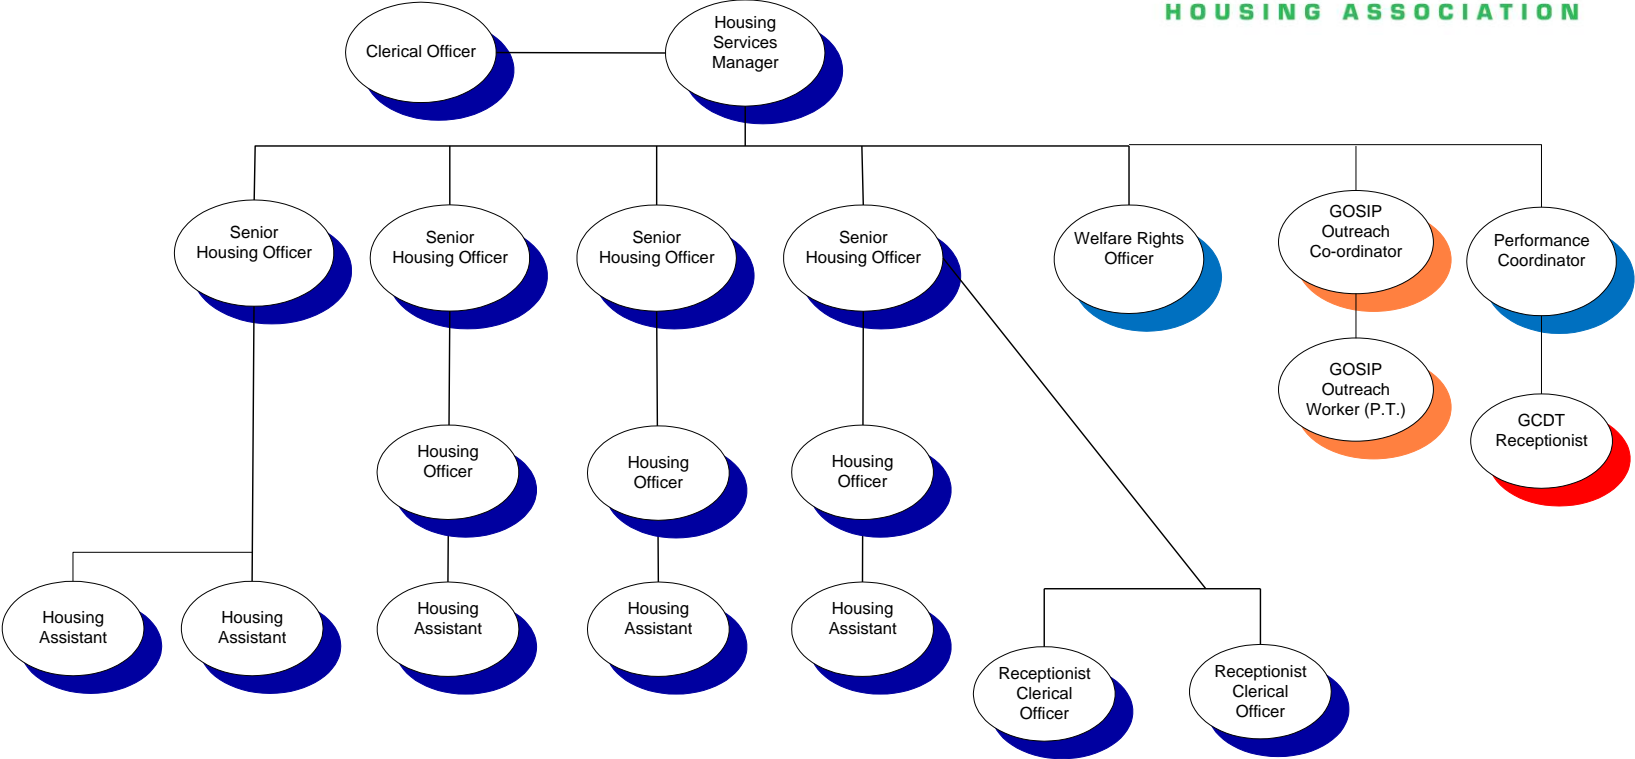 HOUSING ASSOCIATION
Clerical Officer
Housing
Services
Manager
Senior
Housing Officer
Senior
Housing Officer
Senior
Housing Officer
Senior
Housing Officer
Welfare Rights
Officer
GOSIP
Outreach
Co-ordinator
Performance
Coordinator
GOSIP
Outreach
Worker (P.T.)
GCDT
Receptionist
Housing
Officer
Housing
Officer
Housing
Officer
Housing
Assistant
Housing
Assistant
Housing
Assistant
Housing
Assistant
Housing
Assistant
Receptionist
Clerical
Officer
Receptionist
Clerical
Officer